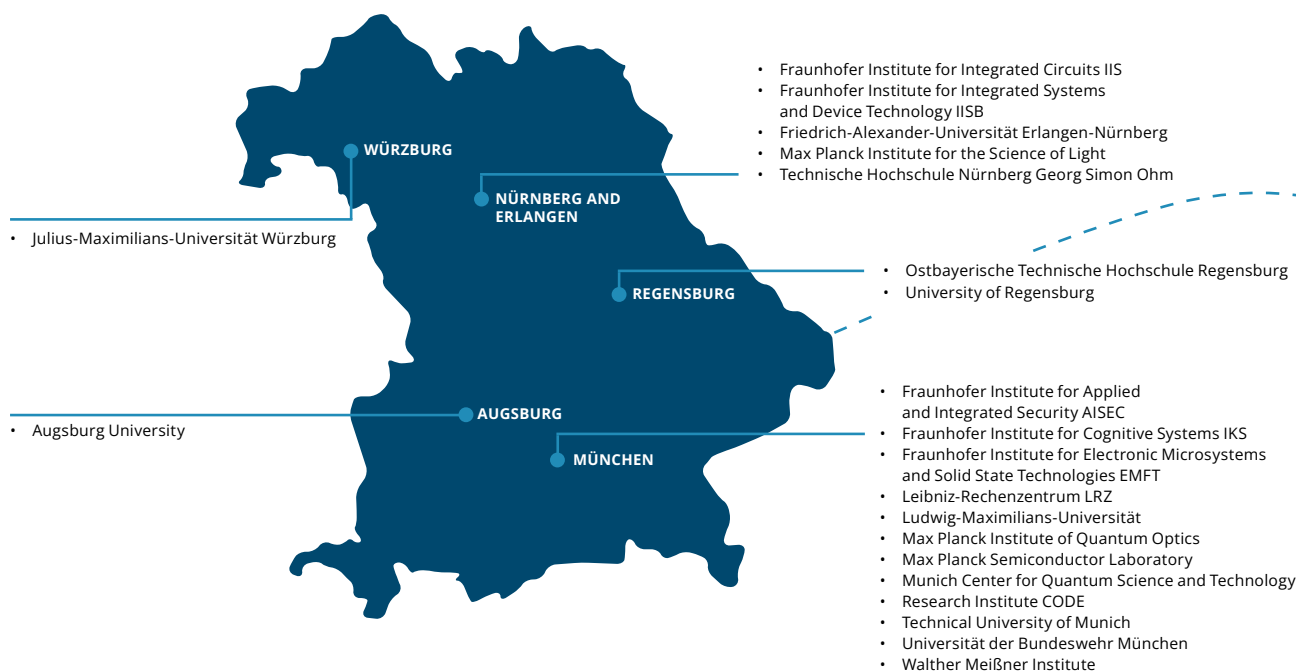 • Fraunhofer Institute for Integrated Circuits IIS
• Fraunhofer Institute for Integrated Systems
and Device Technology IISB
• Friedrich-Alexander-Universität Erlangen-Nürnberg
• Max Planck Institute for the Science of Light
• Technische Hochschule Nürnberg Georg Simon Ohm
WÜRZBURG
NÜRNBERG AND
ERLANGEN
• Julius-Maximilians-Universität Würzburg
• Ostbayerische Technische Hochschule Regensburg
• University of Regensburg
REGENSBURG
AUGSBURG
• Augsburg University
MÜNCHEN
• Fraunhofer Institute for Applied
and Integrated Security AISEC
• Fraunhofer Institute for Cognitive Systems IKS
• Fraunhofer Institute for Electronic Microsystems
and Solid State Technologies EMFT
• Leibniz-Rechenzentrum LRZ
• Ludwig-Maximilians-Universität
• Max Planck Institute of Quantum Optics
• Max Planck Semiconductor Laboratory
• Munich Center for Quantum Science and Technology
• Research Institute CODE
• Technical University of Munich
• Universität der Bundeswehr München
• Walther Meißner Institute